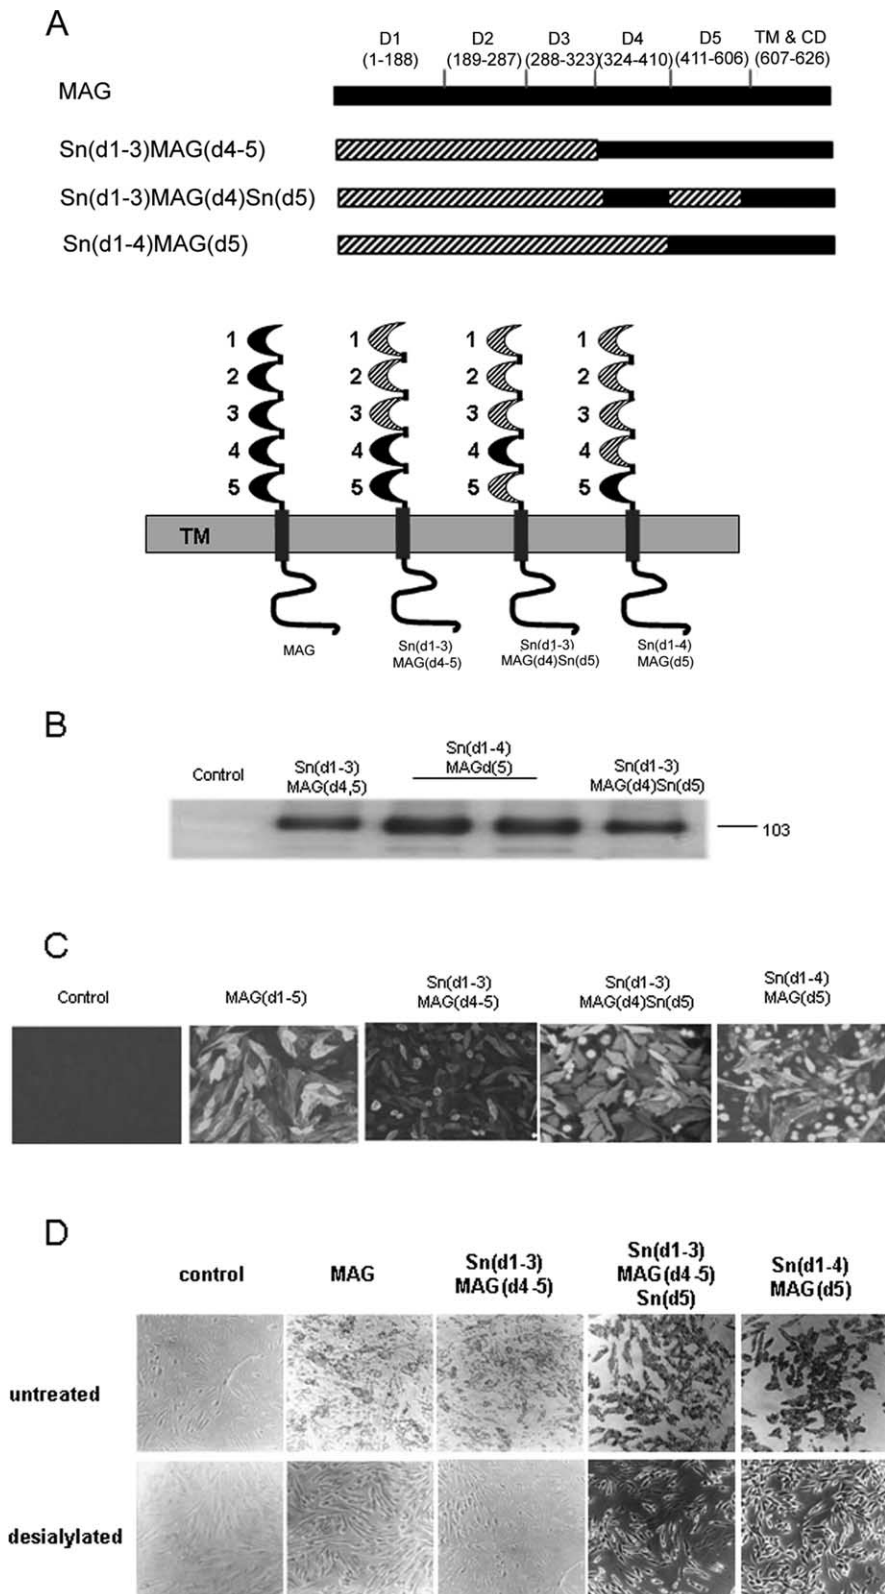 A
D1 D2 D3 D4 D5 TM & CD
(1-188) (189-287) (288-323) (324-410) (411-606) (607-626)
MAG
Sn(d1-3)MAG(d4-5)
Sn(d1-3)MAG(d4)Sn(d5)
Sn(d1-4)MAG(d5)
1 1 1 1
2 2 2 2
3 3 3 3
4 4 4 4
5 5 5 5
TM
MAG
Sn(d1-3)
MAG(d4-5)
Sn(d1-3)
MAG(d4)Sn(d5)
Sn(d1-4)
MAG(d5)
B
Control
Sn(d1-3)
MAG(d4,5)
Sn(d1-4)
MAGd(5)
Sn(d1-3)
MAG(d4)Sn(d5)
103
C
Control
MAG(d1-5)
Sn(d1-3)
MAG(d4-5)
Sn(d1-3)
MAG(d4)Sn(d5)
Sn(d1-4)
MAG(d5)
D
control
MAG
Sn(d1-3)
MAG(d4-5)
Sn(d1-3)
MAG(d4-5)
Sn(d5)
Sn(d1-4)
MAG(d5)
untreated
desialylated